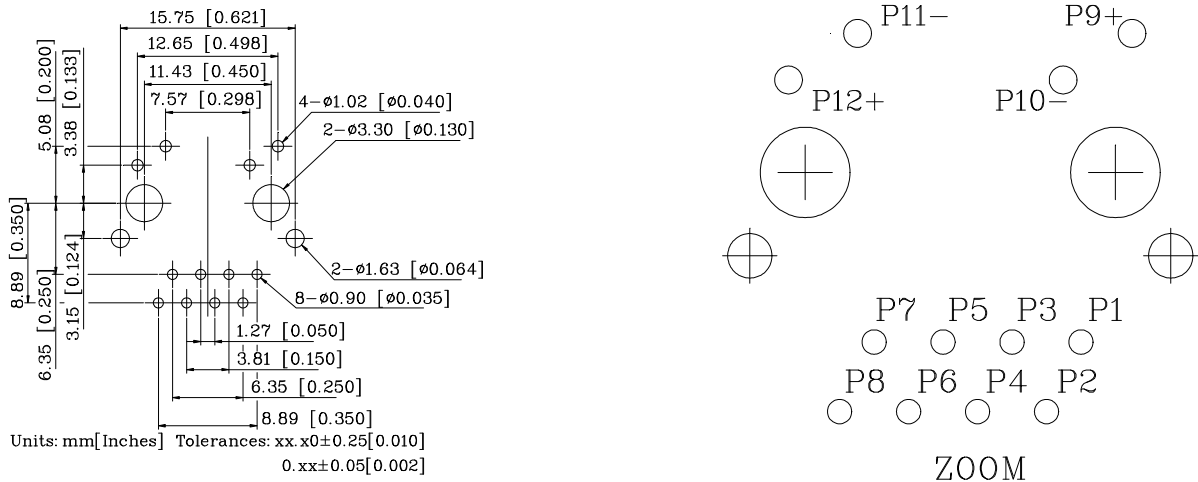 15.75 [0.621]
12.65 [0.498]
11.43 [0.450]
7.57 [0.298]
5.08 [0.200]
3.38 [0.133]
4-ø1.02 [ø0.040]
2-ø3.30 [ø0.130]
8.89 [0.350]
6.35 [0.250]
3.15 [0.124]
2-ø1.63 [ø0.064]
8-ø0.90 [ø0.035]
1.27 [0.050]
3.81 [0.150]
6.35 [0.250]
8.89 [0.350]
Units: mm[Inches] Tolerances: xx.x0±0.25[0.010]
0.xx±0.05[0.002]
P11- P9+
P12+ P10-
P7 P5 P3 P1
P8 P6 P4 P2
ZOOM